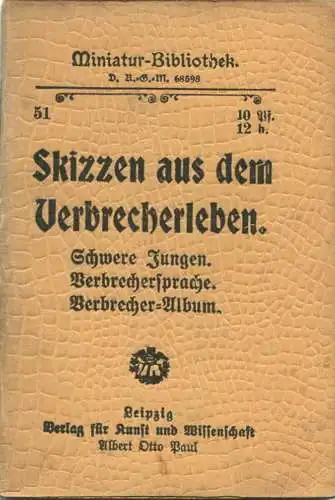 Miniatur-Bibliothek.
D. R.-G.-M. 68598
51 10 Pf.
12 h.
Skizzen aus dem
Verbrecherleben.
Schwere Jungen.
Verbrechersprache.
Verbrecher-Album.
Leipzig
Verlag für Kunst und Wissenschaft
Albert Otto Paul